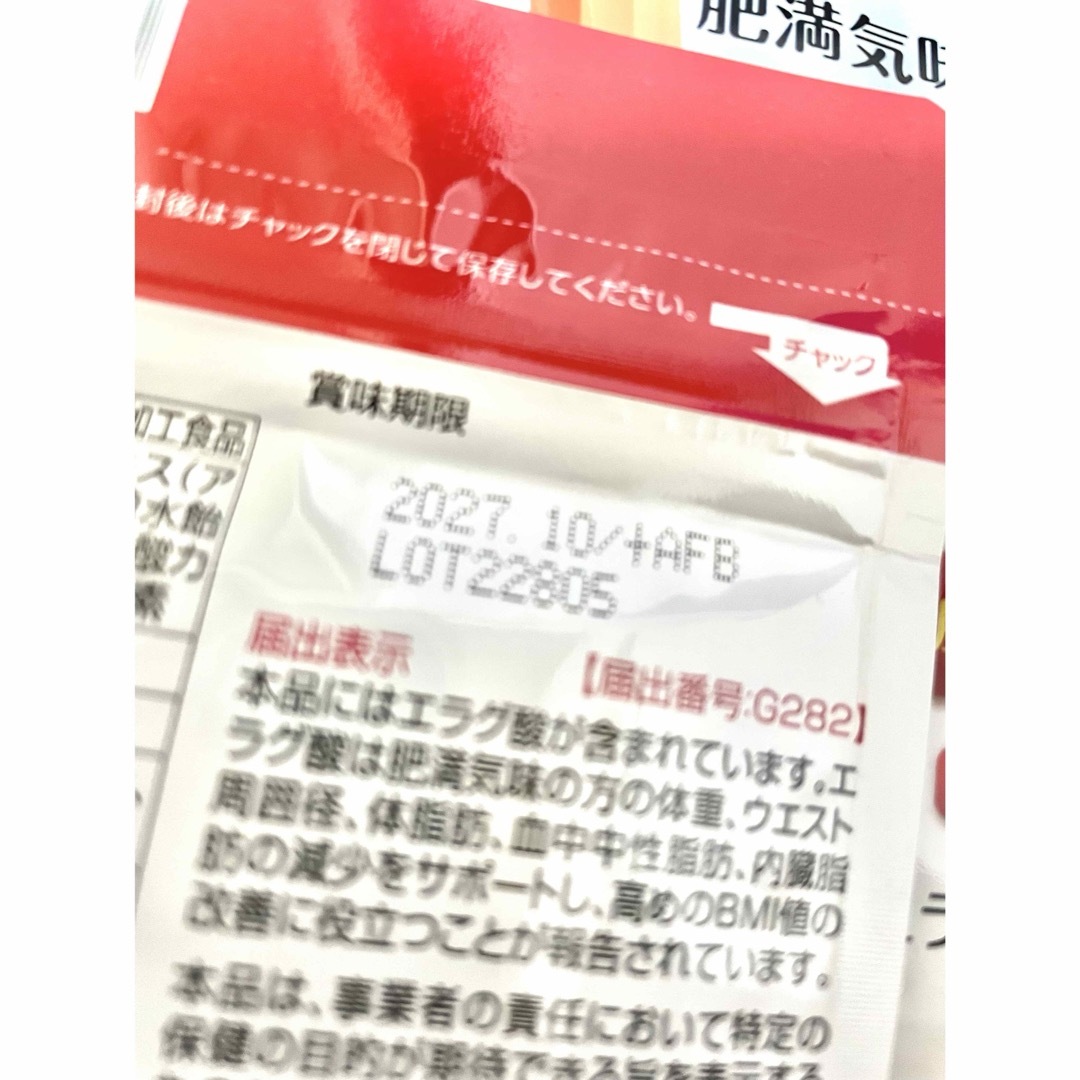 肥満気味
封後はチャックを閉じて保存してください。
チャック
賞味期限
2027.10/+AFB
LOT22805
加工食品
ス(ア
水飴
酸カ
素
届出表示
【届出番号:G282】
本品にはエラグ酸が含まれています。エ
ラグ酸は肥満気味の方の体重、ウエスト
周囲径、体脂肪、血中中性脂肪、内臓脂
肪の減少をサポートし、高めのBMI値の
改善に役立つことが報告されています。
本品は、事業者の責任において特定の
保健の目的が期待できる旨を表示する